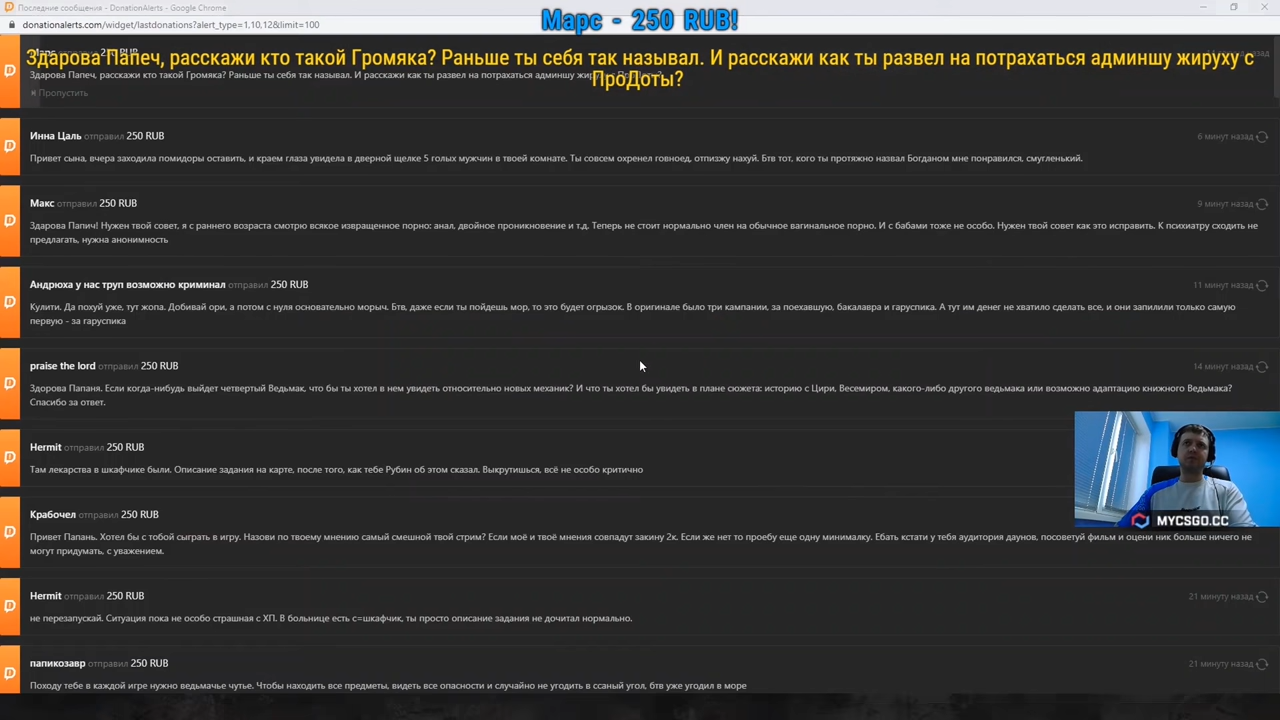 Последние сообщения - DonationAlerts - Google Chrome
donationalerts.com/widget/lastdonations?alert_type=1,10,12&limit=100
Марс - 250 RUB!
Здарова Папеч, расскажи кто такой Громяка? Раньше ты себя так называл. И расскажи как ты развел на потрахаться админшу жируху с
ПроДоты?
Здарова Папеч, расскажи кто такой Громяка? Раньше ты себя так называл. И расскажи как ты развел на потрахаться админшу
Пропустить
Инна Цаль отправил 250 RUB
6 минут назад
Привет сына, вчера заходила помидоры оставить, и краем глаза увидела в дверной щелке 5 голых мужчин в твоей комнате. Ты совсем охренел говноед, отпизжу нахуй. Бтв тот, кого ты протяжно назвал Богданом мне понравился, смугленький.
Макс отправил 250 RUB
9 минут назад
Здарова Папич! Нужен твой совет, я с раннего возраста смотрю всякое извращенное порно: анал, двойное проникновение и т.д. Теперь не стоит нормально член на обычное вагинальное порно. И с бабами тоже не особо. Нужен твой совет как это исправить. К психиатру сходить не
предлагать, нужна анонимность
Андрюха у нас труп возможно криминал отправил 250 RUB
11 минут назад
Кулити. Да похуй уже, тут жопа. Добивай ори, а потом с нуля основательно морыч. Бтв, даже если ты пойдешь мор, то это будет огрызок. В оригинале было три кампании, за поехавшую, бакалавра и гаруспика. А тут им денег не хватило сделать все, и они запилили только самую
первую - за гаруспика
praise the lord отправил 250 RUB
14 минут назад
Здорова Папаня. Если когда-нибудь выйдет четвертый Ведьмак, что бы ты хотел в нем увидеть относительно новых механик? И что ты хотел бы увидеть в плане сюжета: историю с Цири, Весемиром, какого-либо другого ведьмака или возможно адаптацию книжного Ведьмака?
Спасибо за ответ.
Hermit отправил 250 RUB
Там лекарства в шкафчике были. Описание задания на карте, после того, как тебе Рубин об этом сказал. Выкрутишься, всё не особо критично
Крабочел отправил 250 RUB
MYCSGO.CC
Привет Папань. Хотел бы с тобой сыграть в игру. Назови по твоему мнению самый смешной твой стрим? Если моё и твоё мнения совпадут закину 2к. Если же нет то проебу еще одну минималку. Ебать кстати у тебя аудитория даунов, посоветуй фильм и оцени ник больше ничего не
могут придумать, с уважением.
Hermit отправил 250 RUB
21 минуту назад
не перезапускай. Ситуация пока не особо страшная с ХП. В больнице есть с=шкафчик, ты просто описание задания не дочитал нормально.
папикозавр отправил 250 RUB
21 минуту назад
Походу тебе в каждой игре нужно ведьмачье чутье. Чтобы находить все предметы, видеть все опасности и случайно не угодить в ссаный угол, бтв уже угодил в море